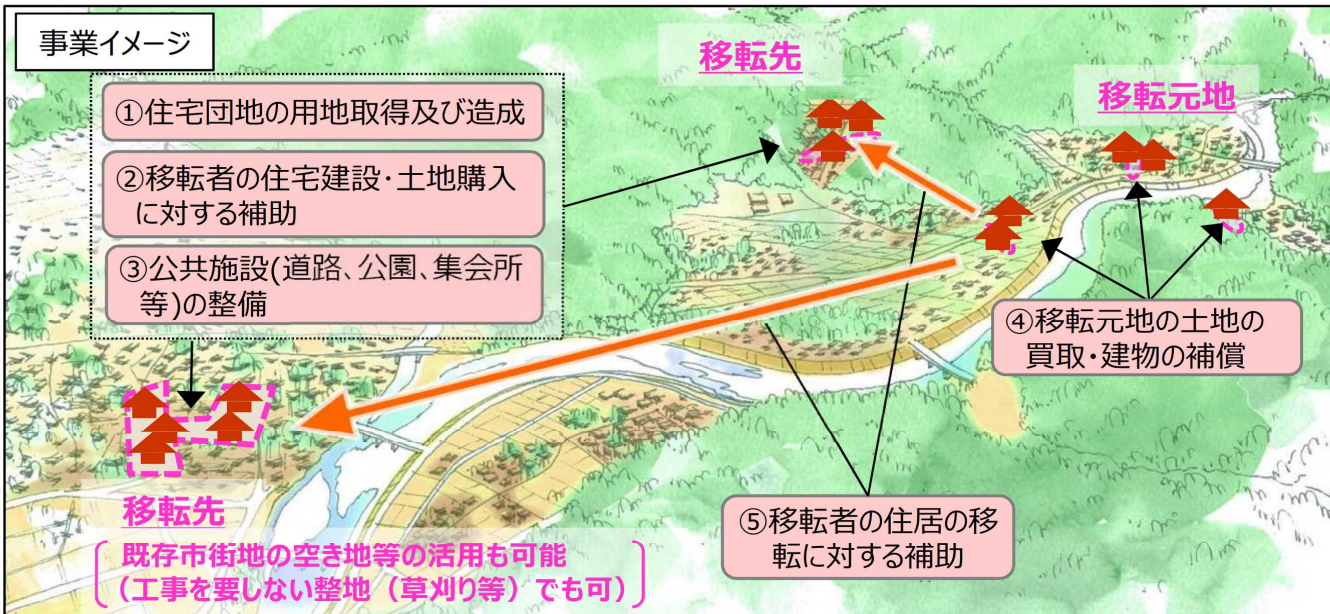 事業イメージ
①住宅団地の用地取得及び造成
②移転者の住宅建設・土地購入
に対する補助
③公共施設(道路、公園、集会所
等)の整備
移転先
移転元地
④移転元地の土地の
買取・建物の補償
⑤移転者の住居の移
転に対する補助
移転先
既存市街地の空き地等の活用も可能
（工事を要しない整地（草刈り等）でも可）